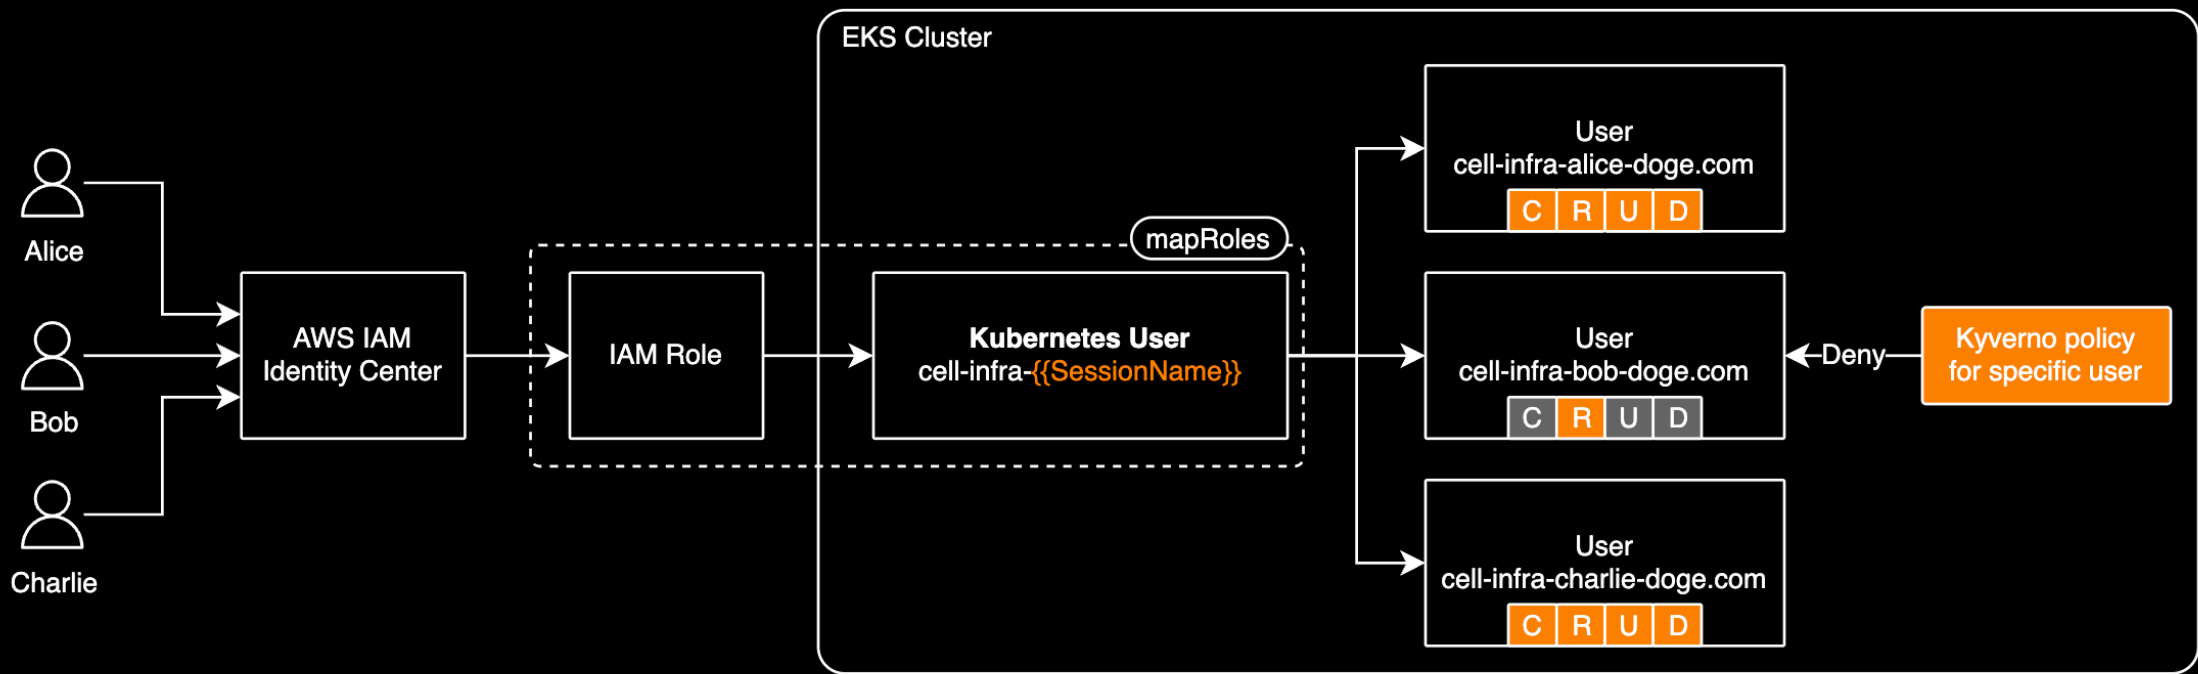 EKS Cluster
Alice
Bob
Charlie
AWS IAM
Identity Center
mapRoles
IAM Role
Kubernetes User
cell-infra-{{SessionName}}
User
cell-infra-alice-doge.com
C R U D
User
cell-infra-bob-doge.com
C R U D
Deny
Kyverno policy
for specific user
User
cell-infra-charlie-doge.com
C R U D